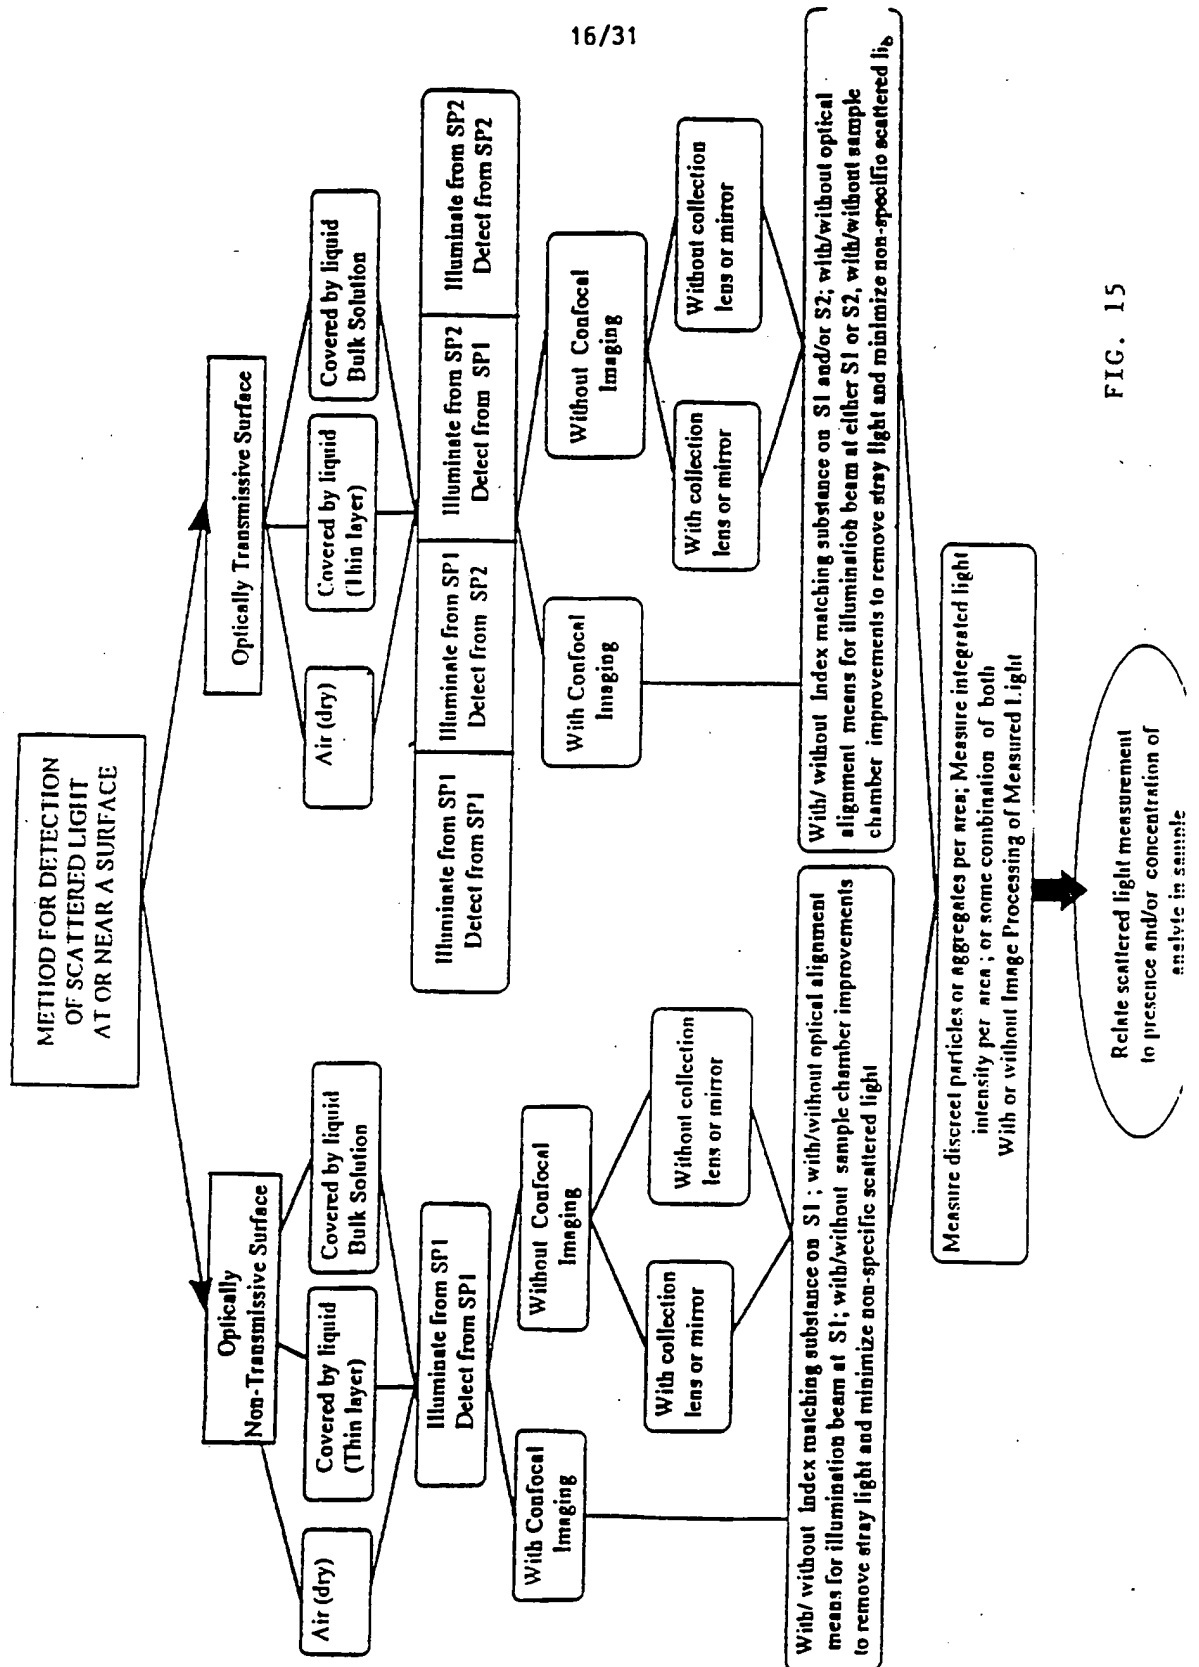 16/31
METHOD FOR DETECTION
OF SCATTERED LIGHT
AT OR NEAR A SURFACE
Optically
Non-Transmissive Surface
Optically Transmissive Surface
Air (dry)
Covered by liquid
(Thin layer)
Covered by liquid
Bulk Solution
Air (dry)
Covered by liquid
(Thin layer)
Covered by liquid
Bulk Solution
Illuminate from SP1
Detect from SP1
Illuminate from SP1
Detect from SP1
Illuminate from SP1
Detect from SP2
Illuminate from SP2
Detect from SP1
Illuminate from SP2
Detect from SP2
With Confocal
Imaging
Without Confocal
Imaging
With Confocal
Imaging
Without Confocal
Imaging
With collection
lens or mirror
Without collection
lens or mirror
With collection
lens or mirror
Without collection
lens or mirror
With/ without Index matching substance on S1 ; with/without optical alignment
means for illumination beam at S1; with/without sample chamber improvements
to remove stray light and minimize non-specific scattered light
With/ without Index matching substance on S1 and/or S2; with/without optical
alignment means for illumination beam at either S1 or S2, with/without sample
chamber improvements to remove stray light and minimize non-specific scattered
Measure discreet particles or aggregates per area; Measure integrated light
intensity per area ; or some combination of both
With or without Image Processing of Measured Light
Relate scattered light measurement
to presence and/or concentration of
analyte in sample
FIG. 15